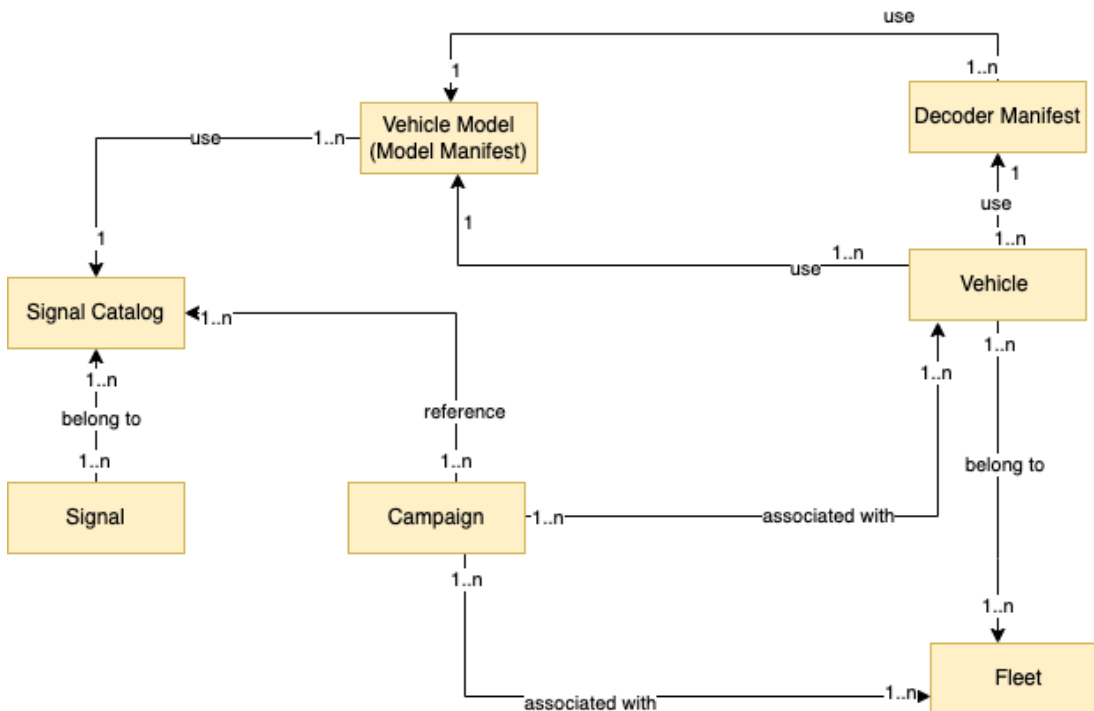 use
1..n
1
Vehicle Model
(Model Manifest)
Decoder Manifest
use
1..n
1
use
1
1..n
1..n
use
1
Signal Catalog
Vehicle
1..n
1..n
1..n
1..n
belong to
reference
belong to
1..n
1..n
Signal
Campaign
1..n
associated with
1..n
1..n
Fleet
associated with
1..n